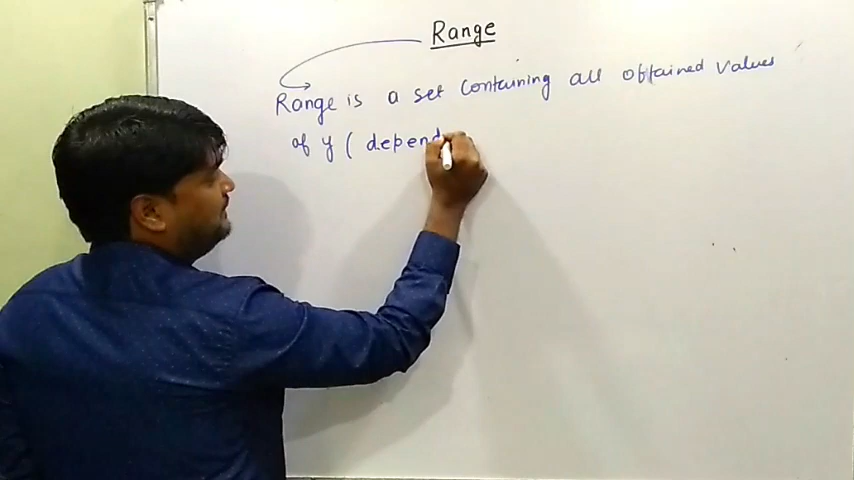 Range
Range is a set containing all obtained values
of y ( depend